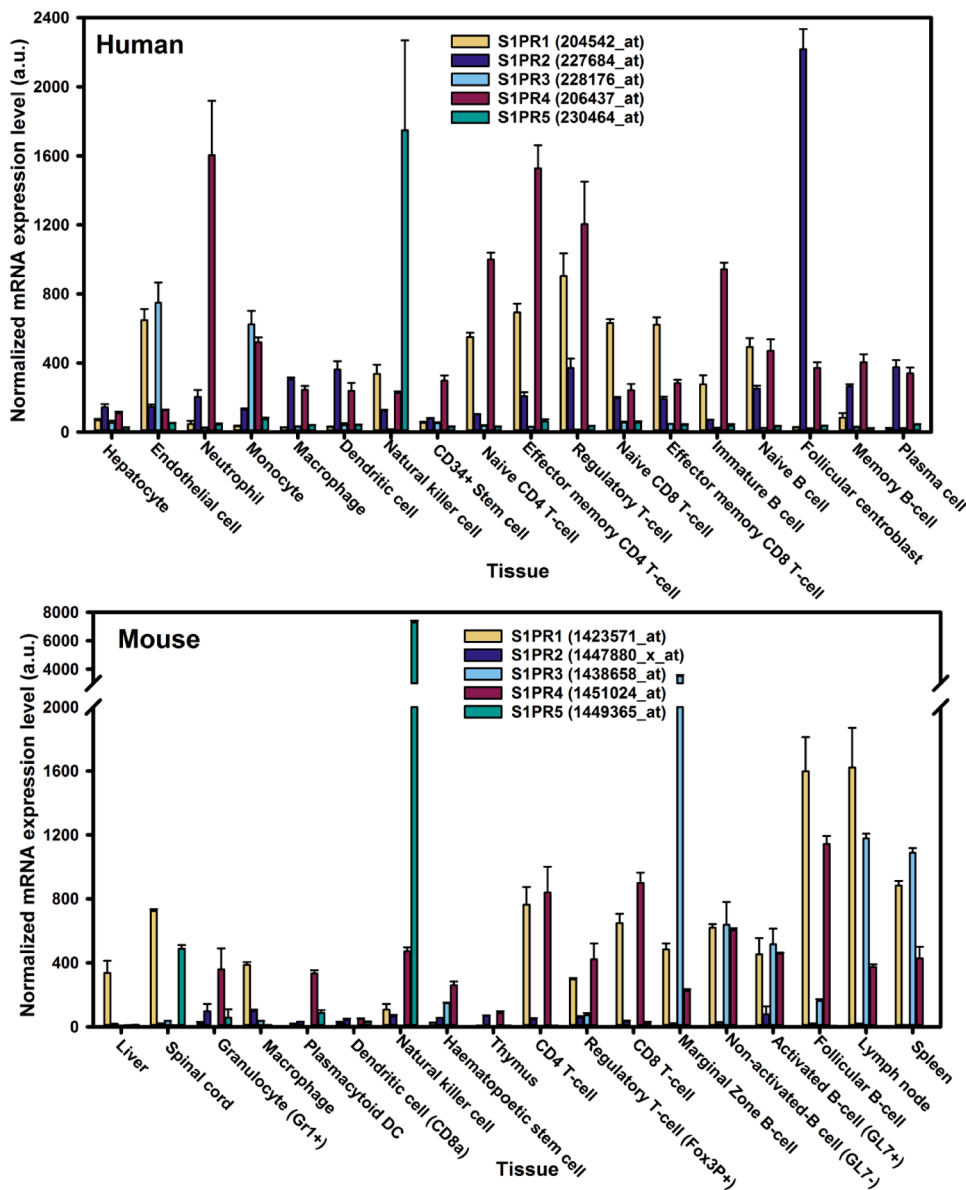 Human
Normalized mRNA expression level (a.u.)
2400
2000
1600
1200
800
400
0
S1PR1 (204542_at)
S1PR2 (227684_at)
S1PR3 (228176_at)
S1PR4 (206437_at)
S1PR5 (230464_at)
Hepatocyte
Endothelial cell
Neutrophil
Monocyte
Macrophage
Dendritic cell
Natural killer cell
CD34+ Stem cell
Naive CD4 T-cell
Effector memory CD4 T-cell
Regulatory T-cell
Naive CD8 T-cell
Effector memory CD8 T-cell
Immature B cell
Naive B cell
Follicular centroblast
Memory B-cell
Plasma cell
Tissue
Mouse
Normalized mRNA expression level (a.u.)
8000
6000
4000
2000
1600
1200
800
400
0
S1PR1 (1423571_at)
S1PR2 (1447880_x_at)
S1PR3 (1438658_at)
S1PR4 (1451024_at)
S1PR5 (1449365_at)
Liver
Spinal cord
Granulocyte (Gr1+)
Macrophage
Plasmacytoid DC
Dendritic cell (CD8a)
Natural killer cell
Haematopoetic stem cell
Thymus
CD4 T-cell
Regulatory T-cell (Fox3P+)
CD8 T-cell
Marginal Zone B-cell
Non-activated-B-cell (GL7-)
Activated B-cell (GL7+)
Follicular B-cell
Lymph node
Spleen
Tissue